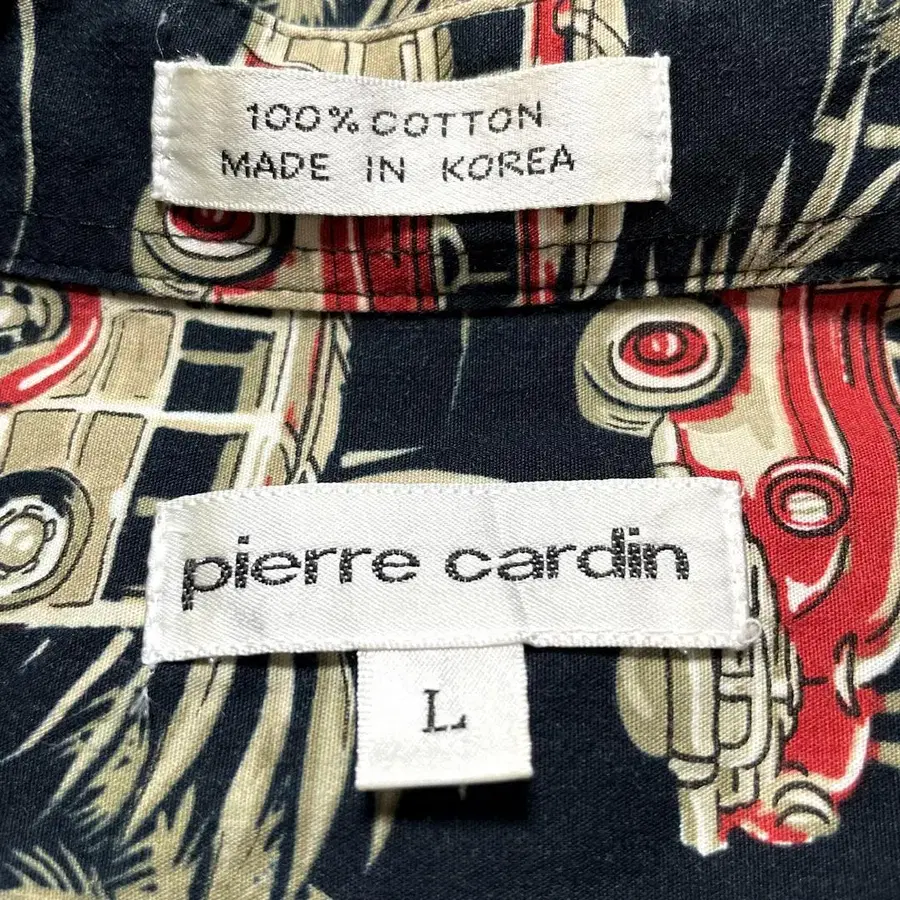 100% COTTON
MADE IN KOREA
pierre cardin
L